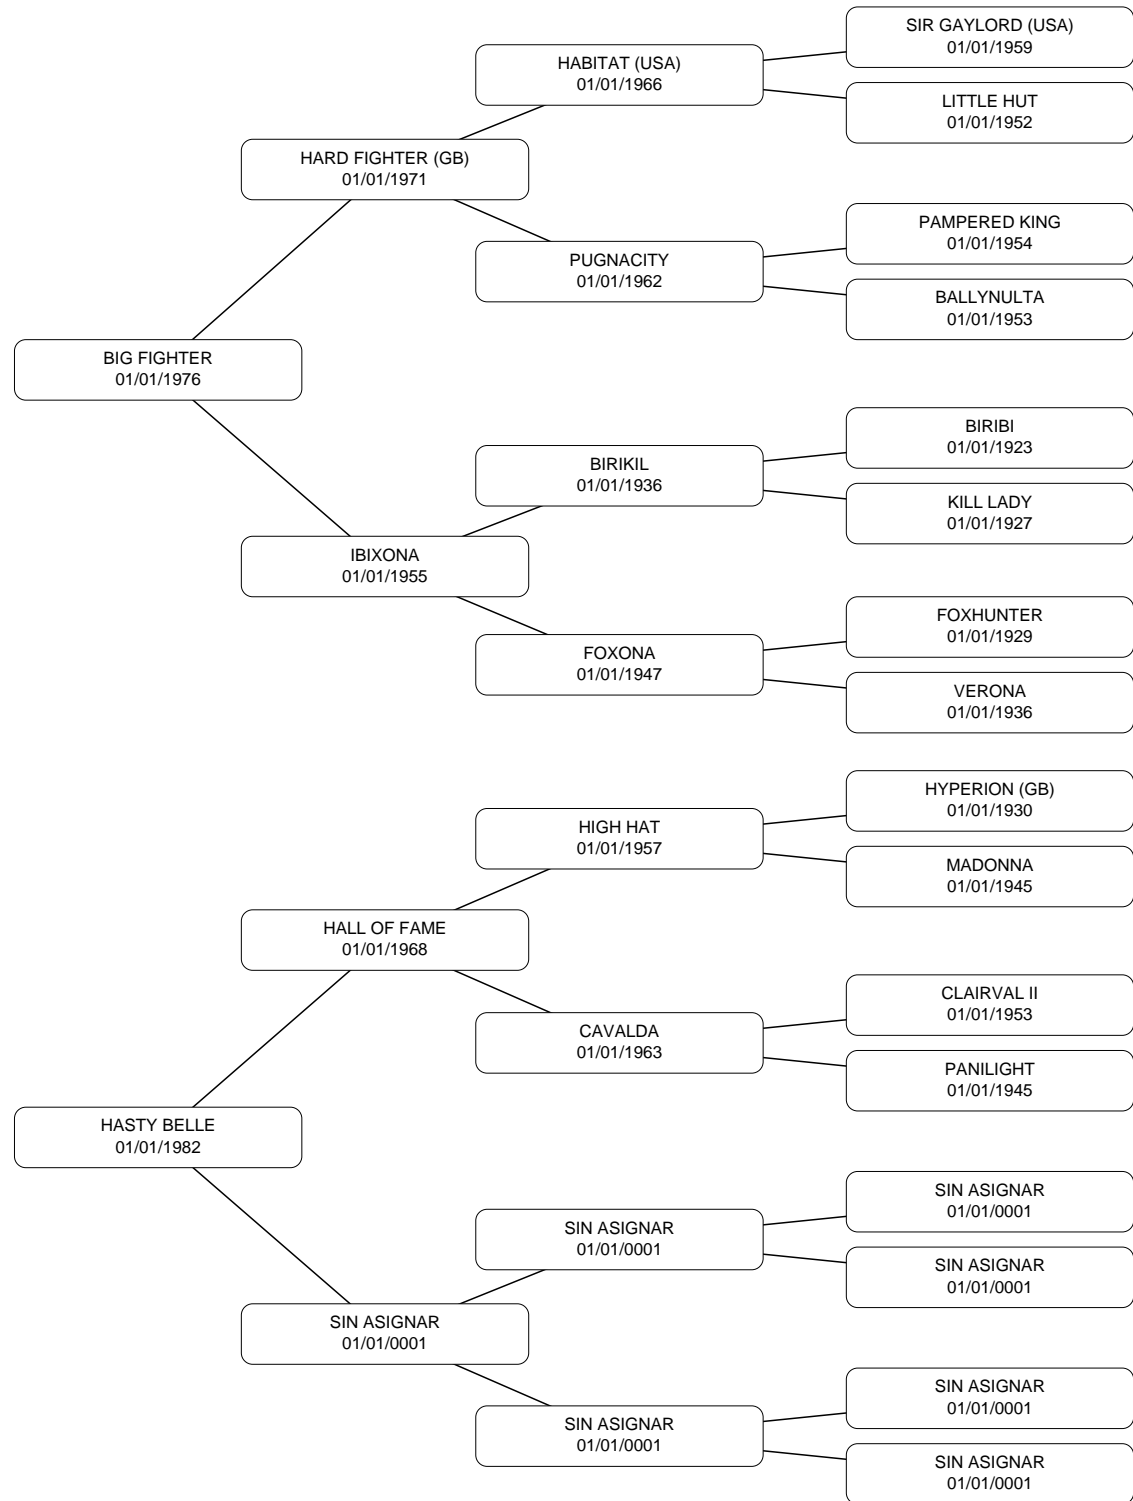 SIR GAYLORD (USA)
01/01/1959
HABITAT (USA)
01/01/1966
LITTLE HUT
01/01/1952
HARD FIGHTER (GB)
01/01/1971
PAMPERED KING
01/01/1954
PUGNACITY
01/01/1962
BALLYNULTA
01/01/1953
BIG FIGHTER
01/01/1976
BIRIBI
01/01/1923
BIRIKIL
01/01/1936
KILL LADY
01/01/1927
IBIXONA
01/01/1955
FOXHUNTER
01/01/1929
FOXONA
01/01/1947
VERONA
01/01/1936
HYPERION (GB)
01/01/1930
HIGH HAT
01/01/1957
MADONNA
01/01/1945
HALL OF FAME
01/01/1968
CLAIRVAL II
01/01/1953
CAVALDA
01/01/1963
PANILIGHT
01/01/1945
HASTY BELLE
01/01/1982
SIN ASIGNAR
01/01/0001
SIN ASIGNAR
01/01/0001
SIN ASIGNAR
01/01/0001
SIN ASIGNAR
01/01/0001
SIN ASIGNAR
01/01/0001
SIN ASIGNAR
01/01/0001
SIN ASIGNAR
01/01/0001